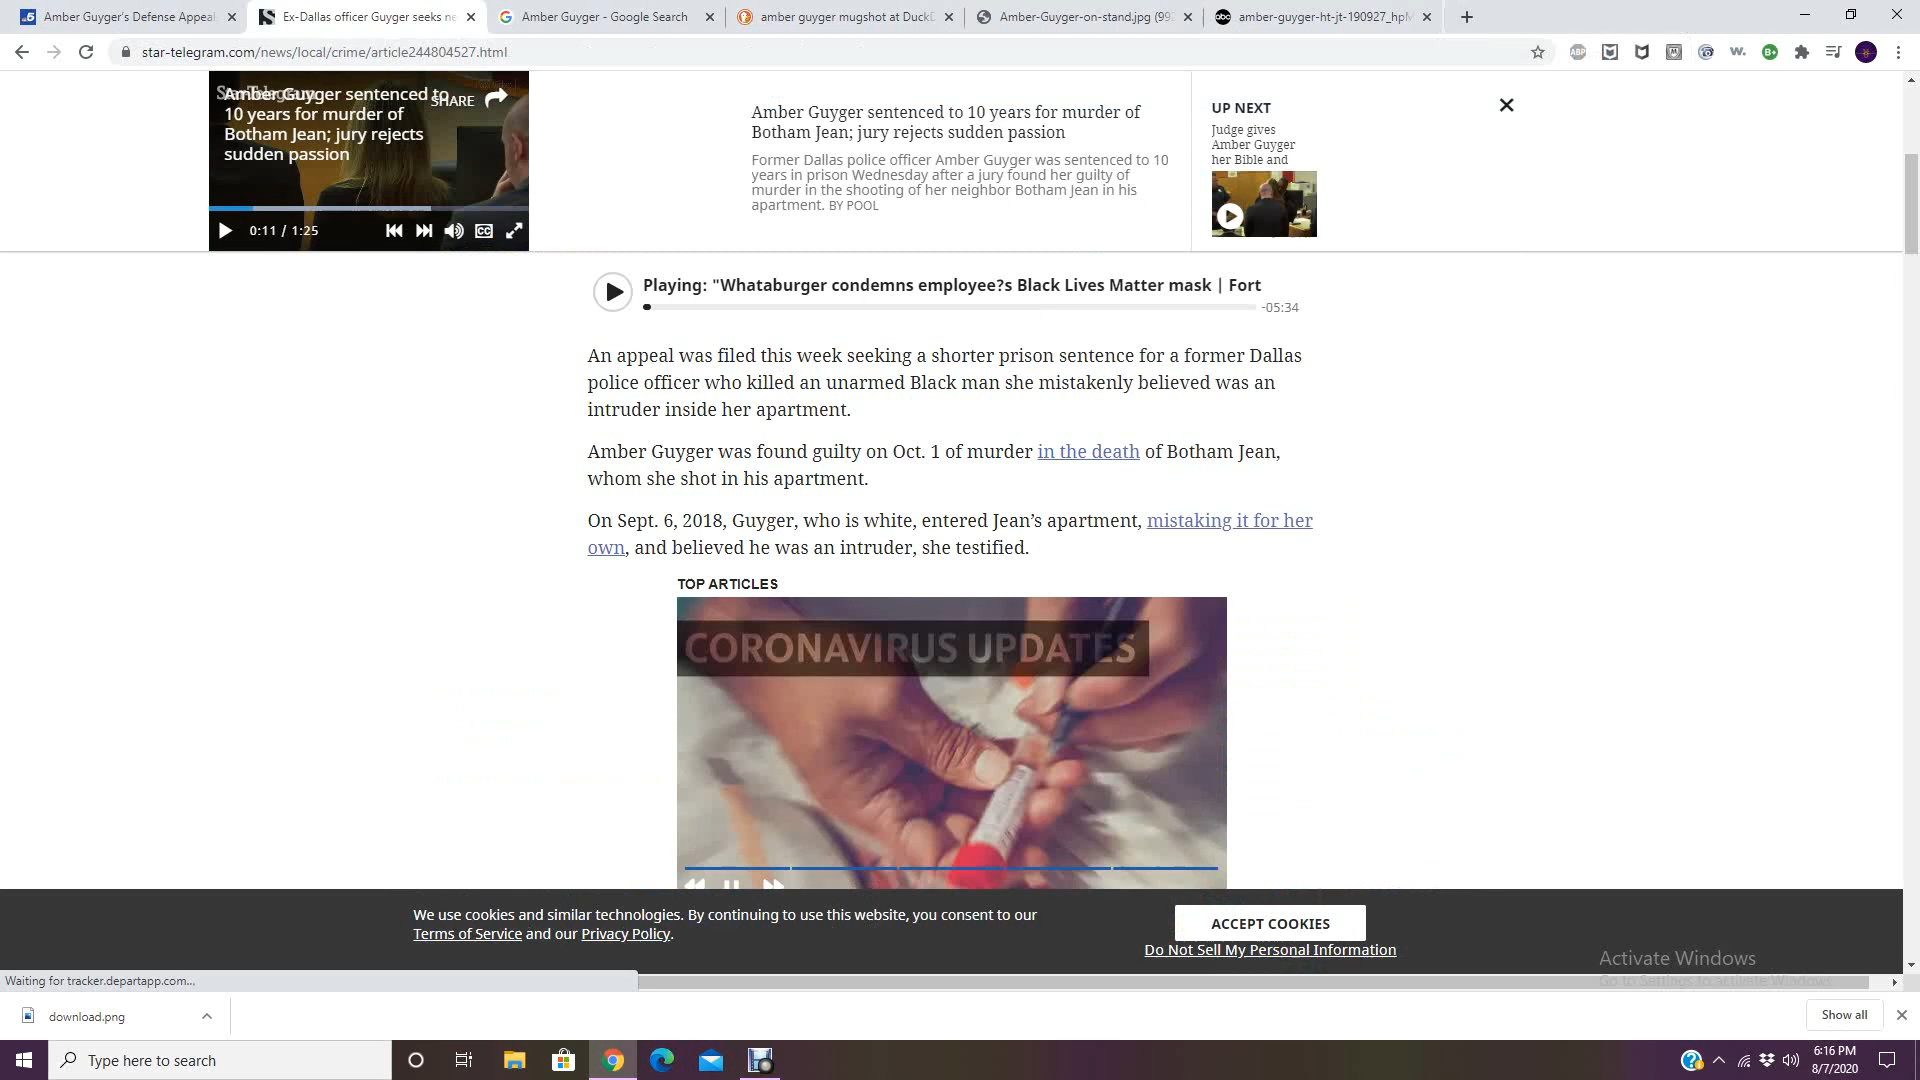 Amber Guyger's Defense Appeal
Ex-Dallas officer Guyger seeks ne
Amber Guyger - Google Search
amber guyger mugshot at DuckD
Amber-Guyger-on-stand.jpg (99
amber-guyger-ht-jt-190927_hpM
star-telegram.com/news/local/crime/article244804527.html
Amber Guyger sentenced to
10 years for murder of
Botham Jean; jury rejects
sudden passion
SHARE
0:11 / 1:25
CC
Amber Guyger sentenced to 10 years for murder of
Botham Jean; jury rejects sudden passion
Former Dallas police officer Amber Guyger was sentenced to 10
years in prison Wednesday after a jury found her guilty of
murder in the shooting of her neighbor Botham Jean in his
apartment. BY POOL
UP NEXT
Judge gives
Amber Guyger
her Bible and
Playing: "Whataburger condemns employee?s Black Lives Matter mask | Fort
-05:34
An appeal was filed this week seeking a shorter prison sentence for a former Dallas
police officer who killed an unarmed Black man she mistakenly believed was an
intruder inside her apartment.
Amber Guyger was found guilty on Oct. 1 of murder in the death of Botham Jean,
whom she shot in his apartment.
On Sept. 6, 2018, Guyger, who is white, entered Jean’s apartment, mistaking it for her
own, and believed he was an intruder, she testified.
TOP ARTICLES
CORONAVIRUS UPDATES
We use cookies and similar technologies. By continuing to use this website, you consent to our
Terms of Service and our Privacy Policy.
ACCEPT COOKIES
Do Not Sell My Personal Information
Activate Windows
Go to Settings to activate Windows.
Waiting for tracker.departapp.com...
download.png
Show all
Type here to search
6:16 PM
8/7/2020